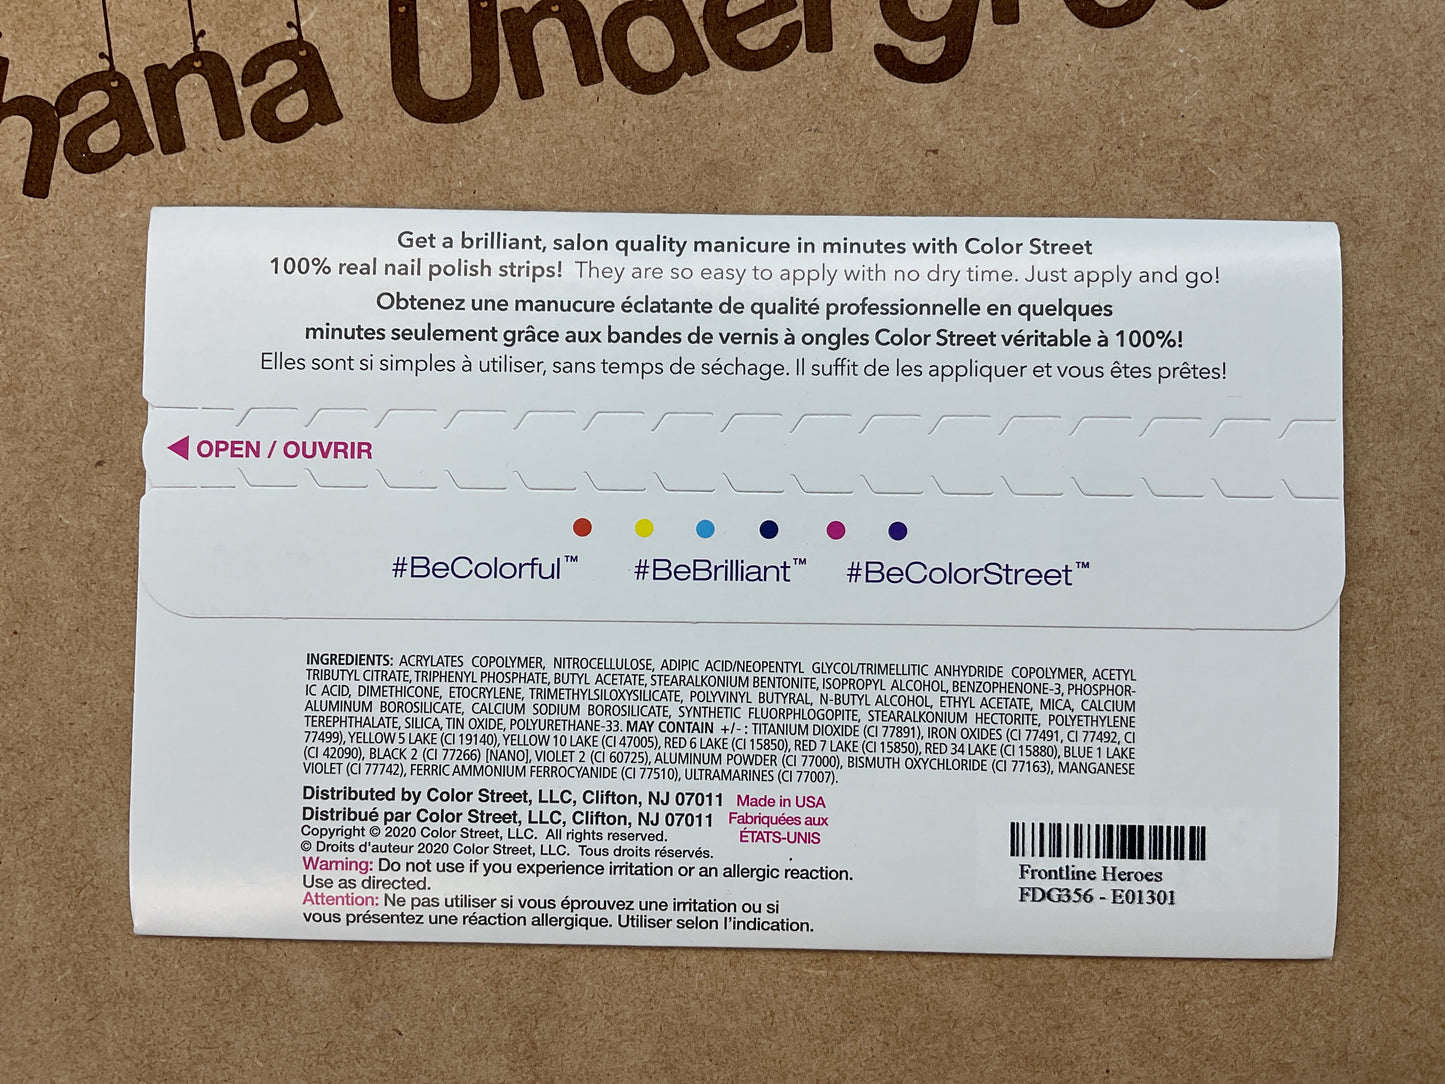 hana Undergro
Get a brilliant, salon quality manicure in minutes with Color Street
100% real nail polish strips! They are so easy to apply with no dry time. Just apply and go!
Obtenez une manucure éclatante de qualité professionnelle en quelques
minutes seulement grâce aux bandes de vernis à ongles Color Street véritable à 100%!
Elles sont si simples à utiliser, sans temps de séchage. Il suffit de les appliquer et vous êtes prêtes!
OPEN / OUVRIR
#BeColorful™ #BeBrilliant™ #BeColorStreet™
INGREDIENTS: ACRYLATES COPOLYMER, NITROCELLULOSE, ADIPIC ACID/NEOPENTYL GLYCOL/TRIMELLITIC ANHYDRIDE COPOLYMER, ACETYL
TRIBUTYL CITRATE, TRIPHENYL PHOSPHATE, BUTYL ACETATE, STEARALKONIUM BENTONITE, ISOPROPYL ALCOHOL, BENZOPHENONE-3, PHOSPHOR-
IC ACID, DIMETHICONE, ETOCRYLENE, TRIMETHYLSILOXYSILICATE, POLYVINYL BUTYRAL, N-BUTYL ALCOHOL, ETHYL ACETATE, MICA, CALCIUM
ALUMINUM BOROSILICATE, CALCIUM SODIUM BOROSILICATE, SYNTHETIC FLUORPHLOGOPITE, STEARALKONIUM HECTORITE, POLYETHYLENE
TEREPHTHALATE, SILICA, TIN OXIDE, POLYURETHANE-33. MAY CONTAIN +/- : TITANIUM DIOXIDE (CI 77891), IRON OXIDES (CI 77491, CI 77492, CI
77499), YELLOW 5 LAKE (CI 19140), YELLOW 10 LAKE (CI 47005), RED 6 LAKE (CI 15850), RED 7 LAKE (CI 15850), RED 34 LAKE (CI 15880), BLUE 1 LAKE
(CI 42090), BLACK 2 (CI 77266) [NANO], VIOLET 2 (CI 60725), ALUMINUM POWDER (CI 77000), BISMUTH OXYCHLORIDE (CI 77163), MANGANESE
VIOLET (CI 77742), FERRIC AMMONIUM FERROCYANIDE (CI 77510), ULTRAMARINES (CI 77007).
Distributed by Color Street, LLC, Clifton, NJ 07011
Distribué par Color Street, LLC, Clifton, NJ 07011
Made in USA
Fabriquées aux
ÉTATS-UNIS
Copyright © 2020 Color Street, LLC. All rights reserved.
© Droits d'auteur 2020 Color Street, LLC. Tous droits réservés.
Warning: Do not use if you experience irritation or an allergic reaction.
Use as directed.
Attention: Ne pas utiliser si vous éprouvez une irritation ou si
vous présentez une réaction allergique. Utiliser selon l'indication.
Frontline Heroes
FDG356 - E01301